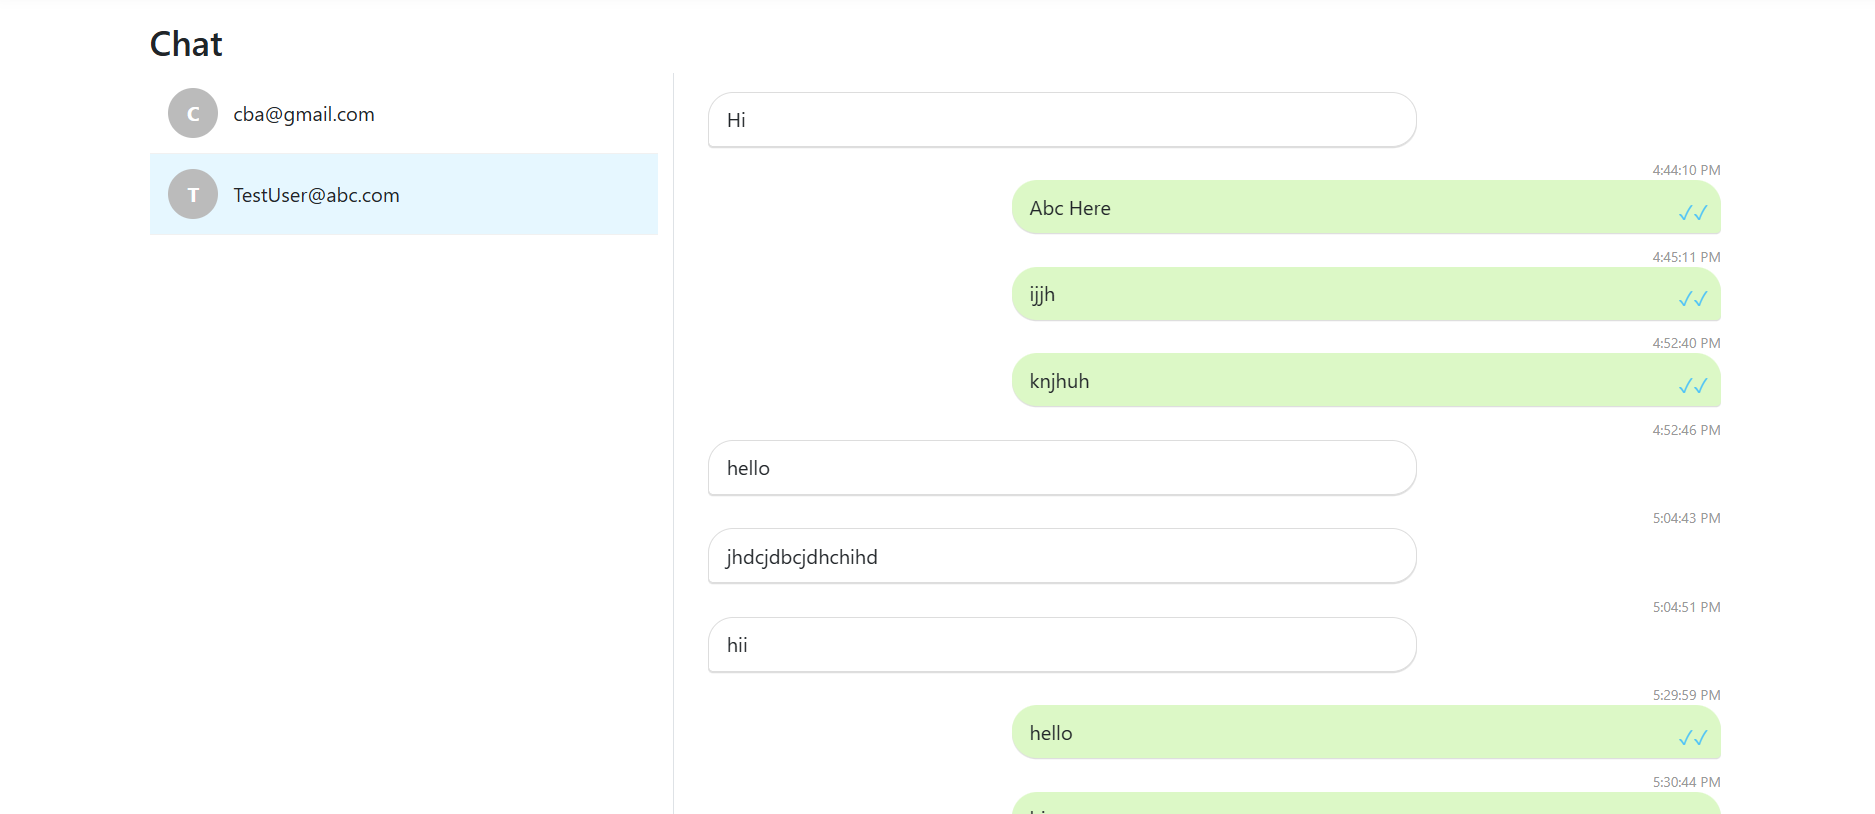 Chat
C
cba@gmail.com
T
TestUser@abc.com
Hi
4:44:10 PM
Abc Here
4:45:11 PM
ijjh
4:52:40 PM
knjhuh
4:52:46 PM
hello
5:04:43 PM
jhdcjdbcjdhchihd
5:04:51 PM
hii
5:29:59 PM
hello
5:30:44 PM